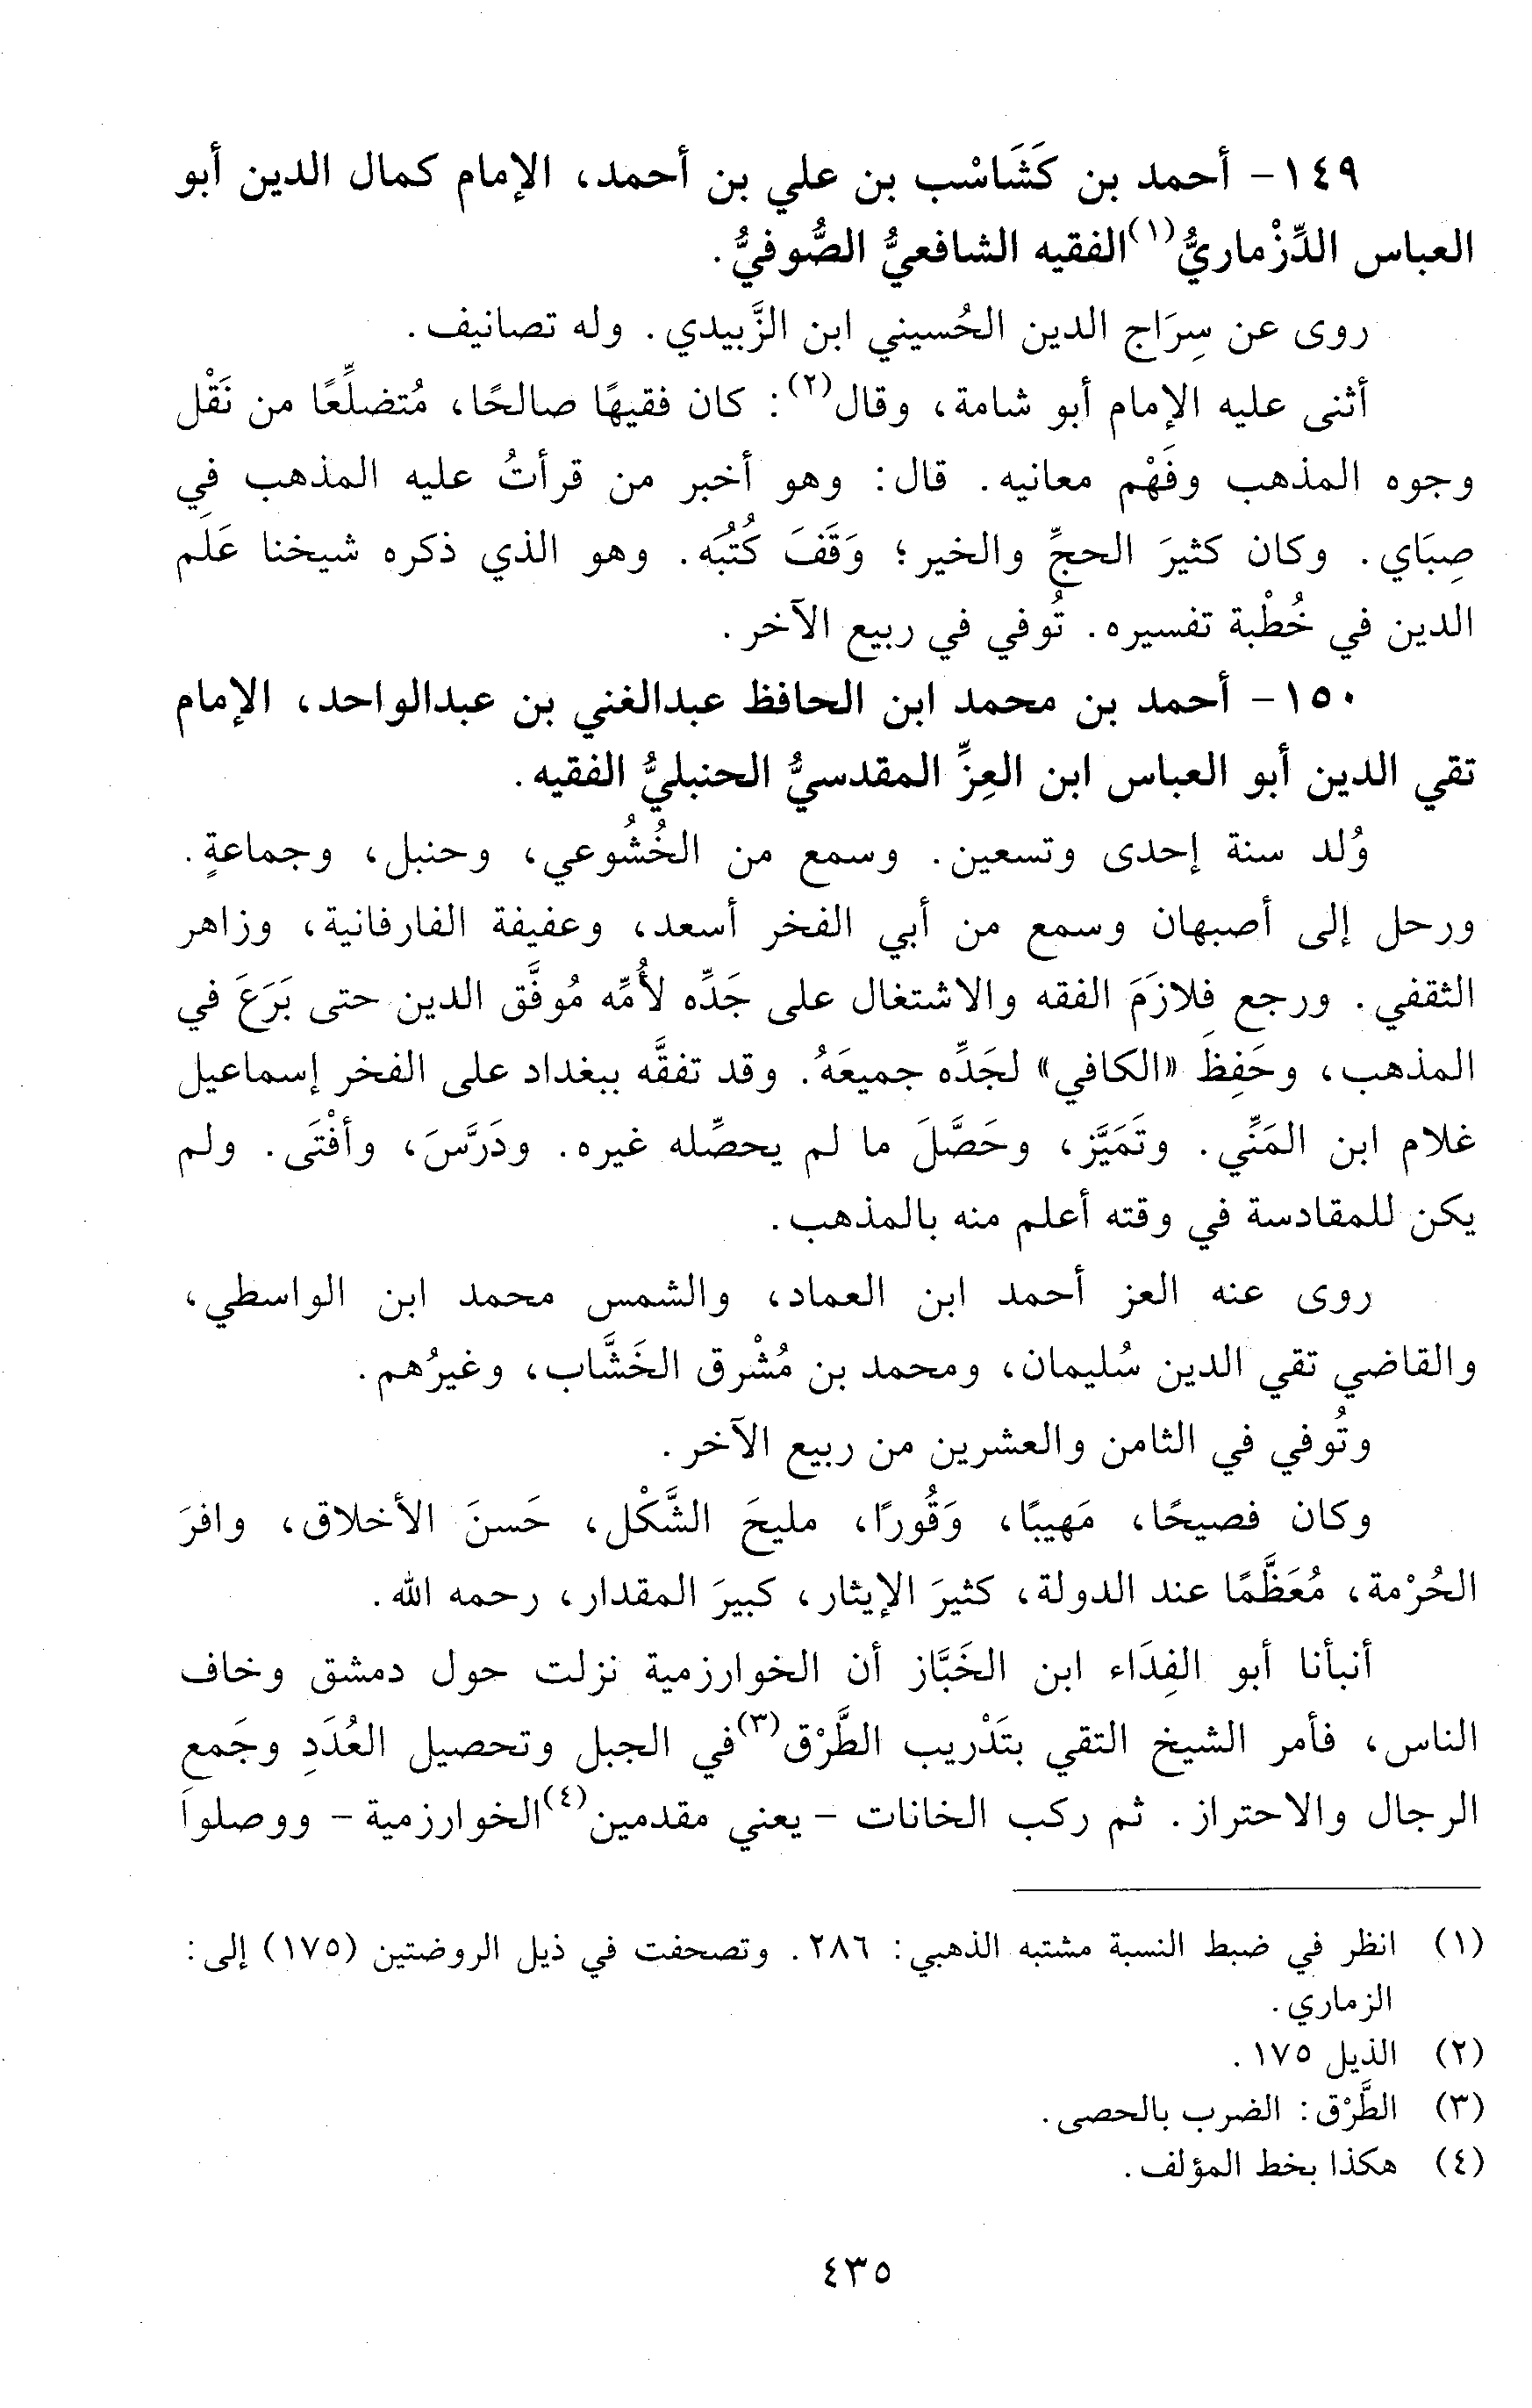 ١٤٩- أحمد بن كَشَاسْب بن علي بن أحمد، الإمام كمال الدين أبو
العباس الدِّزْماريُّ(١) الفقيه الشافعيُّ الصُّوفيُّ.
روى عن سِرَاج الدين الحُسيني ابن الزَّبيدي. وله تصانيف.
أثنى عليه الإمام أبو شامة، وقال(٢): كان فقيهًا صالحًا، مُتضلِّعًا من نَقْل
وجوه المذهب وفَهْم معانيه. قال: وهو أخبر من قرأتُ عليه المذهب في
صِبَاي. وكان كثيرَ الحجِّ والخير؛ وَقَفَ كُتُبَه. وهو الذي ذكره شيخنا عَلَم
الدين في خُطْبة تفسيره. تُوفي في ربيع الآخر.
١٥٠- أحمد بن محمد ابن الحافظ عبدالغني بن عبدالواحد، الإمام
تقي الدين أبو العباس ابن العِزِّ المقدسيُّ الحنبليُّ الفقيه.
وُلد سنة إحدى وتسعين. وسمع من الخُشُوعي، وحنبل، وجماعةٍ.
ورحل إلى أصبهان وسمع من أبي الفخر أسعد، وعفيفة الفارفانية، وزاهر
الثقفي. ورجع فلازَمَ الفقه والاشتغال على جَدِّه لأُمِّه مُوفَّق الدين حتى بَرَعَ في
المذهب، وحَفِظَ «الكافي» لجَدِّه جميعَهُ. وقد تفقَّه ببغداد على الفخر إسماعيل
غلام ابن المَنِّي. وتَمَيَّز، وحَصَّلَ ما لم يحصِّله غيره. ودَرَّسَ، وأفْتَى. ولم
يكن للمقادسة في وقته أعلم منه بالمذهب.
روى عنه العز أحمد ابن العماد، والشمس محمد ابن الواسطي،
والقاضي تقي الدين سُليمان، ومحمد بن مُشْرق الخَشَّاب، وغيرُهم.
وتُوفي في الثامن والعشرين من ربيع الآخر.
وكان فصيحًا، مَهيبًا، وَقُورًا، مليحَ الشَّكْل، حَسنَ الأخلاق، وافرَ
الحُرْمة، مُعَظَّمًا عند الدولة، كثيرَ الإيثار، كبيرَ المقدار، رحمه الله.
أنبأنا أبو الفِدَاء ابن الخَبَّاز أن الخوارزمية نزلت حول دمشق وخاف
الناس، فأمر الشيخ التقي بتَدْريب الطَّرْق(٣) في الجبل وتحصيل العُدَدِ وجَمع
الرجال والاحتراز. ثم ركب الخانات - يعني مقدمين(٤) الخوارزمية - ووصلوا
(١) انظر في ضبط النسبة مشتبه الذهبي: ٢٨٦. وتصحفت في ذيل الروضتين (١٧٥) إلى:
الزماري.
(٢) الذيل ١٧٥.
(٣) الطَّرْق: الضرب بالحصى.
(٤) هكذا بخط المؤلف.
٤٣٥